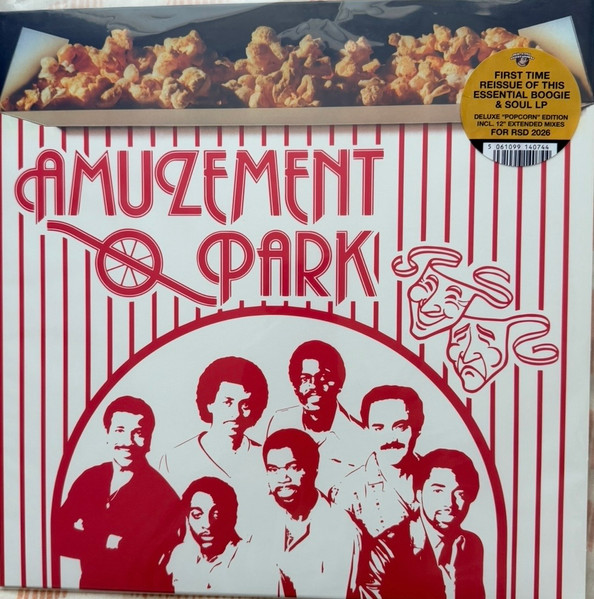 FIRST TIME
REISSUE OF THIS
ESSENTIAL BOOGIE
& SOUL LP
DELUXE "POPCORN" EDITION
INCL. 12" EXTENDED MIXES
FOR RSD 2026
5 061099 140744
AMUZEMENT
PARK